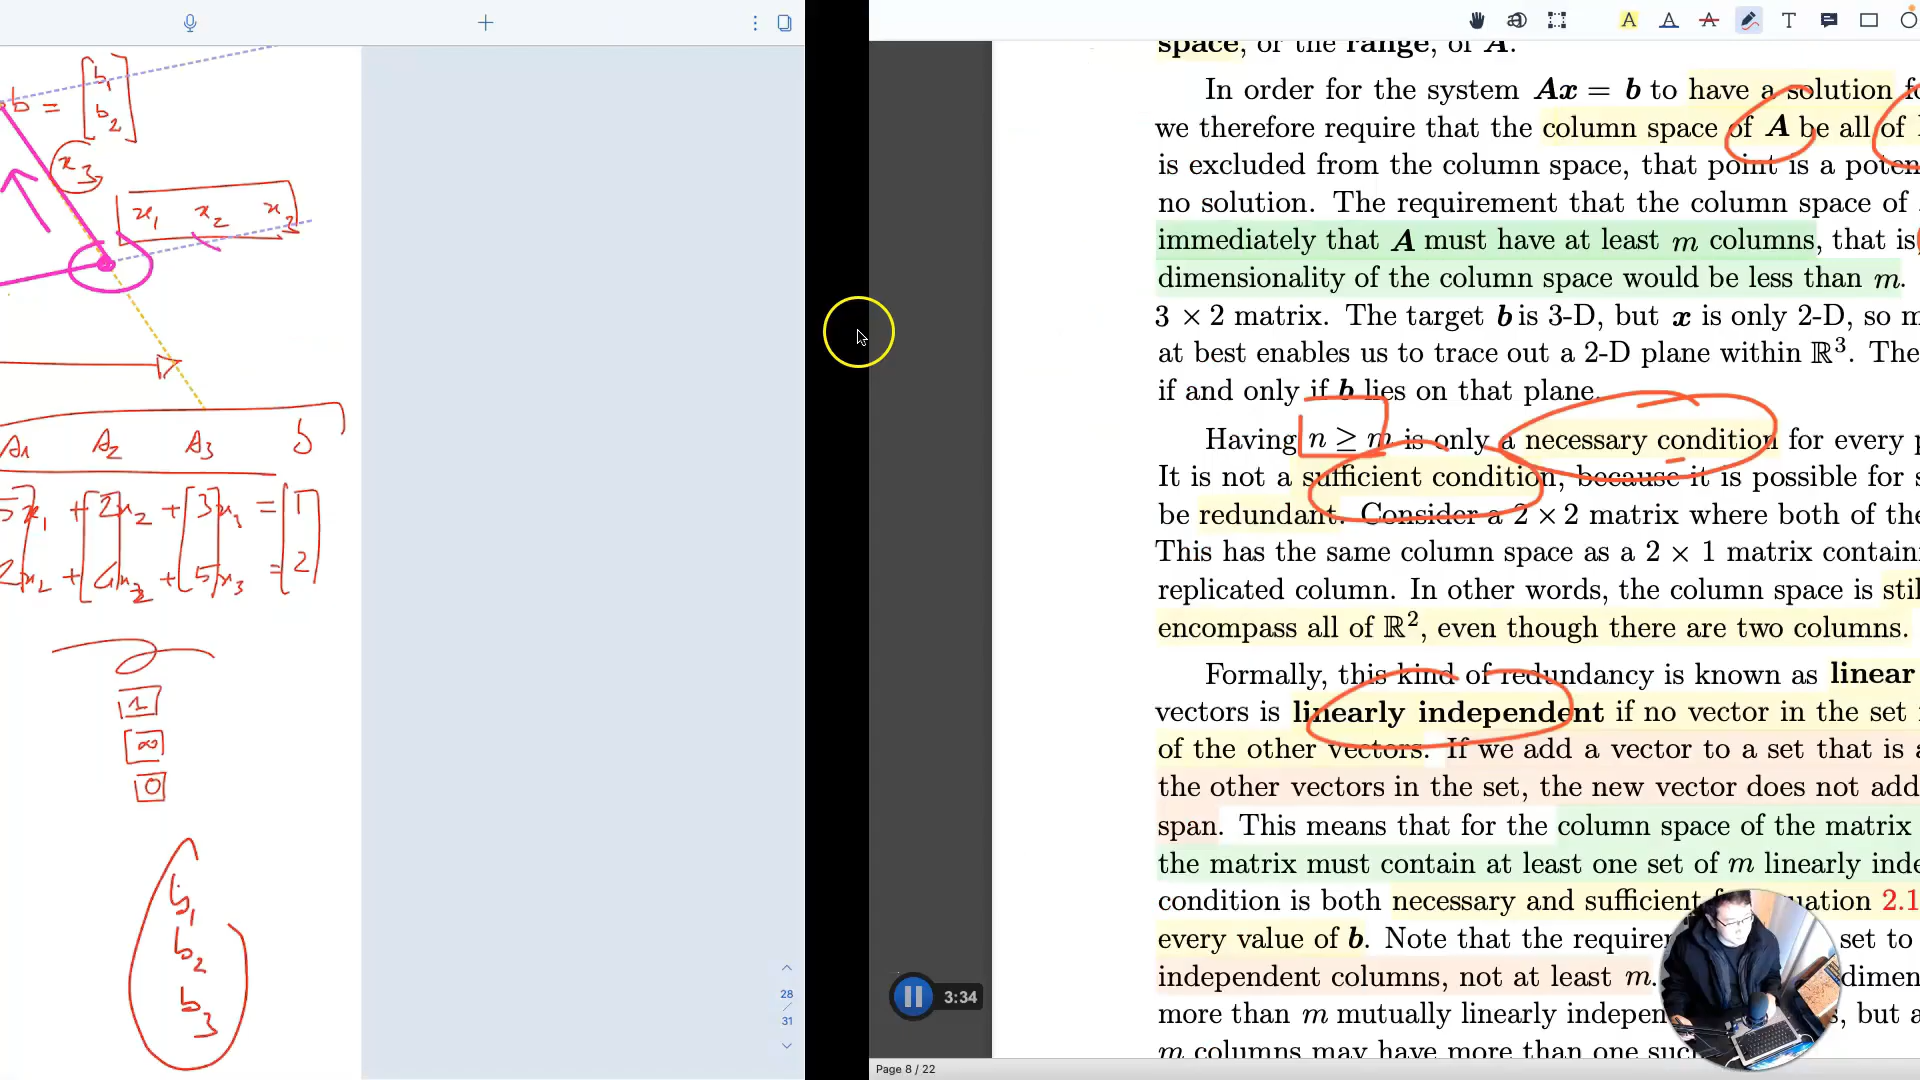 b = [b1
b2]
x3
x1 x2 x3
A1 A2 A3 b
5x1 + 2x2 + 3x3 = 1
2x2 + 4x2 + 5x3 = 2
1
∞
0
b1
b2
b3
28
31
3:34
space, or the range, of A.
In order for the system Ax = b to have a solution
we therefore require that the column space of A be all of
is excluded from the column space, that point is a
no solution. The requirement that the column space of
immediately that A must have at least m columns, that is
dimensionality of the column space would be less than m.
3 × 2 matrix. The target b is 3-D, but x is only 2-D, so
at best enables us to trace out a 2-D plane within ℝ³. The
if and only if b lies on that plane.
Having n ≥ m is only a necessary condition for every
It is not a sufficient condition, because it is possible for
be redundant. Consider a 2 × 2 matrix where both of the
This has the same column space as a 2 × 1 matrix
replicated column. In other words, the column space is
encompass all of ℝ², even though there are two columns.
Formally, this kind of redundancy is known as linear
vectors is linearly independent if no vector in the set
of the other vectors. If we add a vector to a set that is
the other vectors in the set, the new vector does not add
span. This means that for the column space of the matrix
the matrix must contain at least one set of m linearly
condition is both necessary and sufficient 2.1
every value of b. Note that the set to
independent columns, not at least m.
more than m mutually linearly but
m columns may have more than one
Page 8 / 22